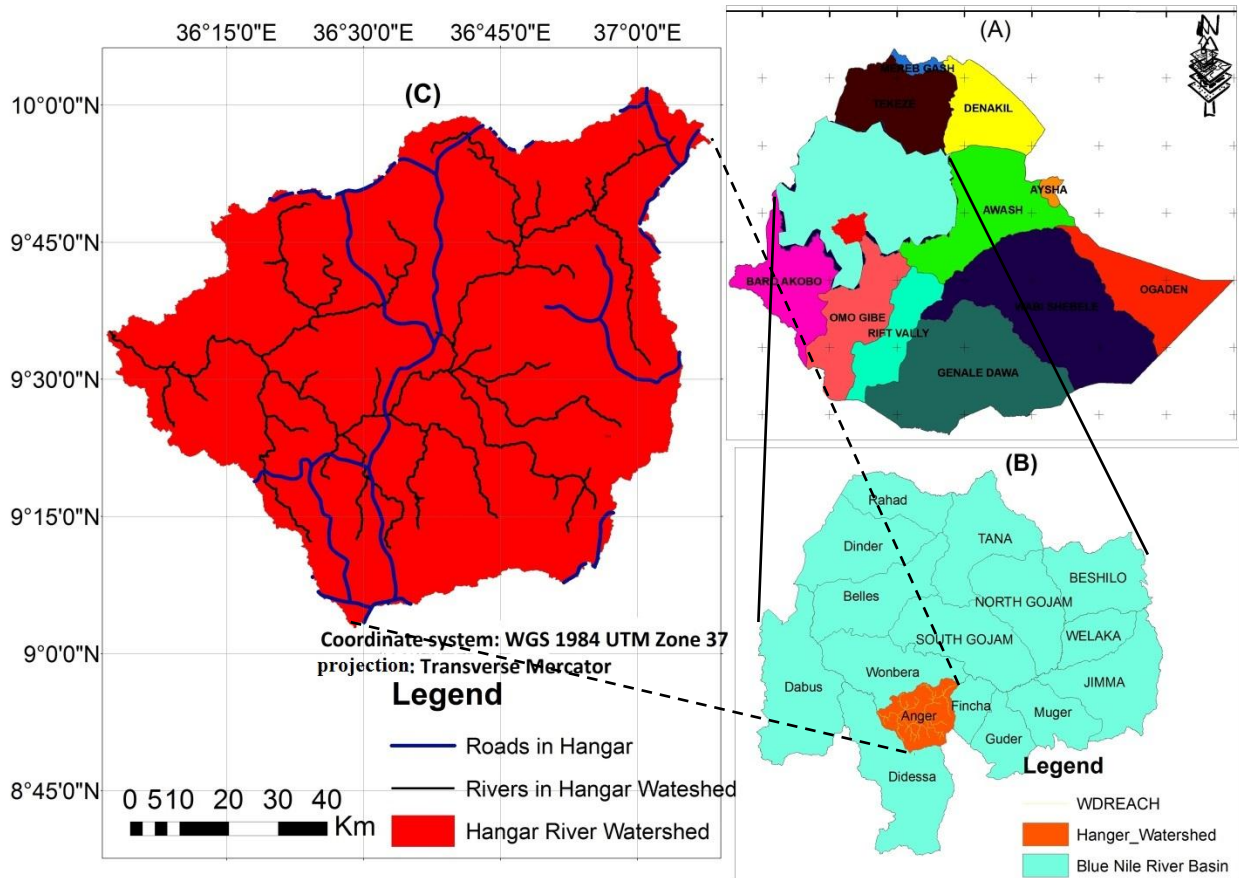 36°15'0"E 36°30'0"E 36°45'0"E 37°0'0"E
10°0'0"N
9°45'0"N
9°30'0"N
9°15'0"N
9°0'0"N
8°45'0"N
(C)
Coordinate system: WGS 1984 UTM Zone 37
projection: Transverse Mercator
Legend
Roads in Hangar
Rivers in Hangar Wateshed
Hangar River Watershed
0 5 10 20 30 40
Km
(A)
N
MEREB GASH
TEKEZE
DENAKIL
AYSHA
AWASH
BARO AKOBO
OGADEN
WABI SHEBELE
OMO GIBE
RIFT VALLY
GENALE DAWA
(B)
Rahad
TANA
Dinder
BESHILO
Belles
NORTH GOJAM
SOUTH GOJAM
WELAKA
Wonbera
Dabus
JIMMA
Anger
Fincha
Muger
Guder
Didessa
Legend
WDREACH
Hanger_Watershed
Blue Nile River Basin